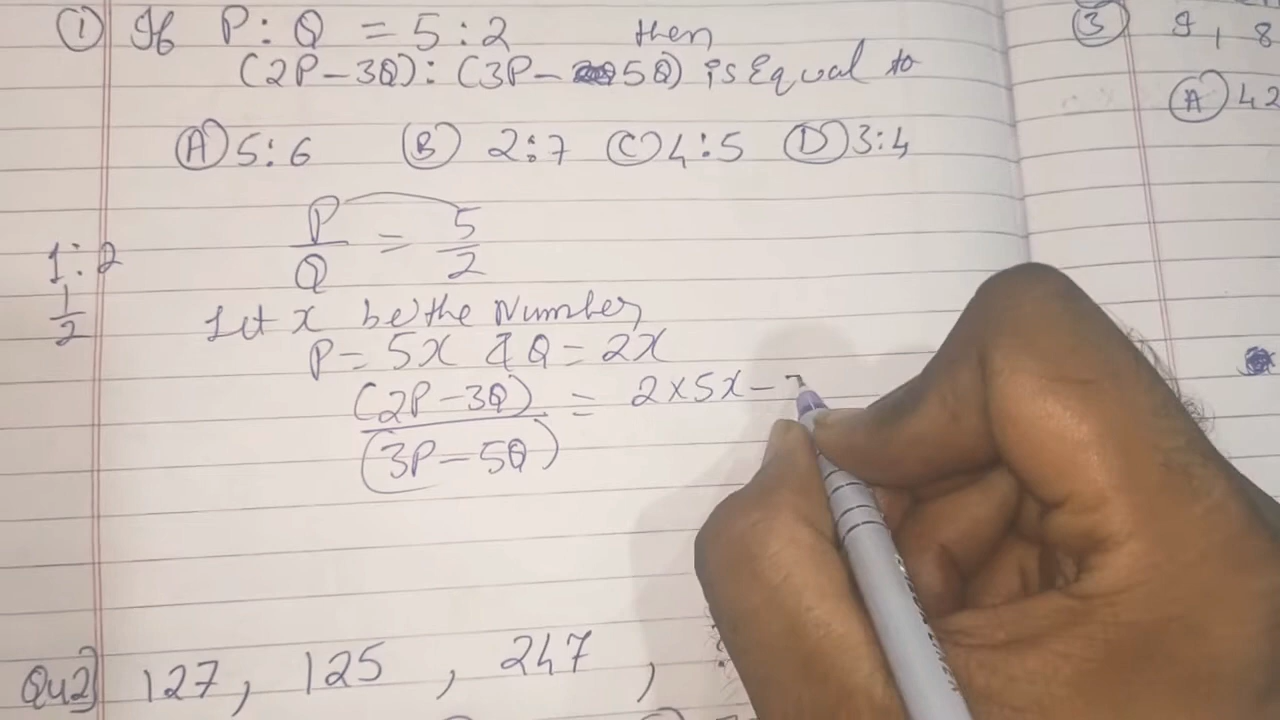 ① If P : Q = 5 : 2 then
(2P - 3Q) : (3P - 5Q) is Equal to
Ⓐ 5 : 6 Ⓑ 2 : 7 Ⓒ 4 : 5 Ⓓ 3 : 4
P/Q = 5/2
1 : 2
1/2
Let x be the Number
P = 5x & Q = 2x
(2P - 3Q)/(3P - 5Q) = 2 × 5x -
Qu2] 127, 125, 247,
③ 9, 8
Ⓐ 42